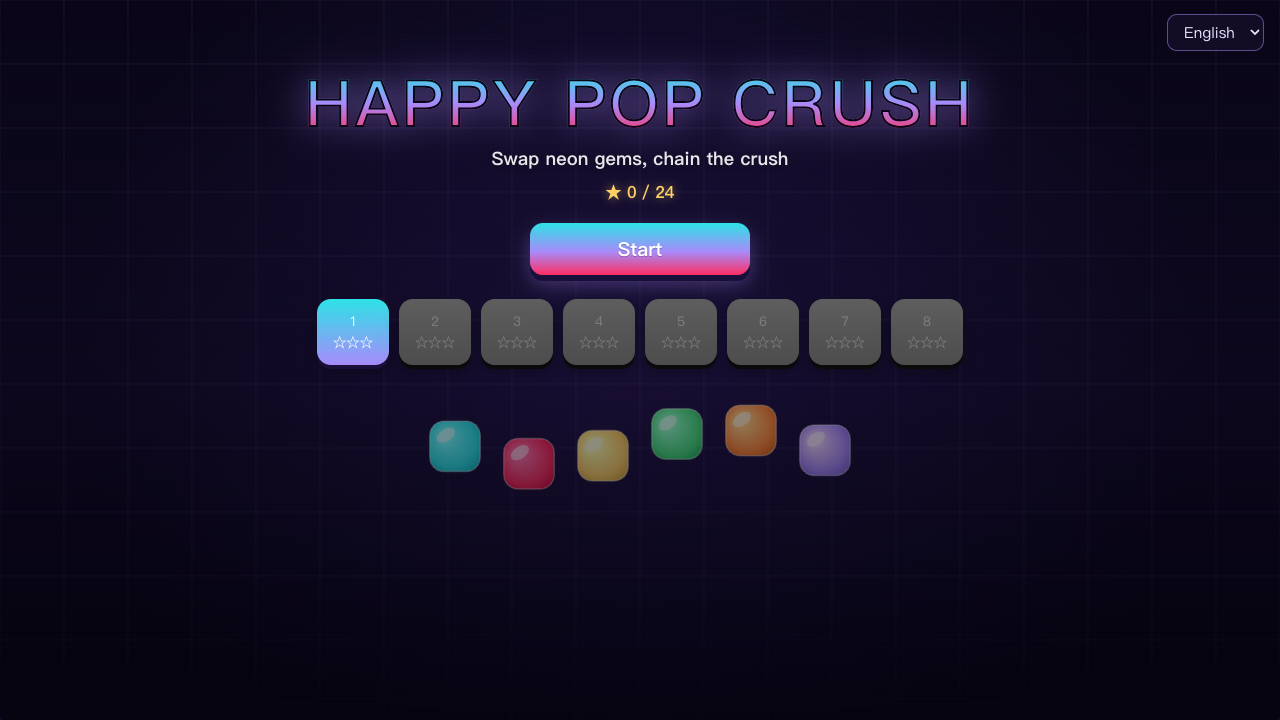 English
HAPPY POP CRUSH
Swap neon gems, chain the crush
★ 0 / 24
Start
1 2 3 4 5 6 7 8
☆☆☆ ☆☆☆ ☆☆☆ ☆☆☆ ☆☆☆ ☆☆☆ ☆☆☆ ☆☆☆